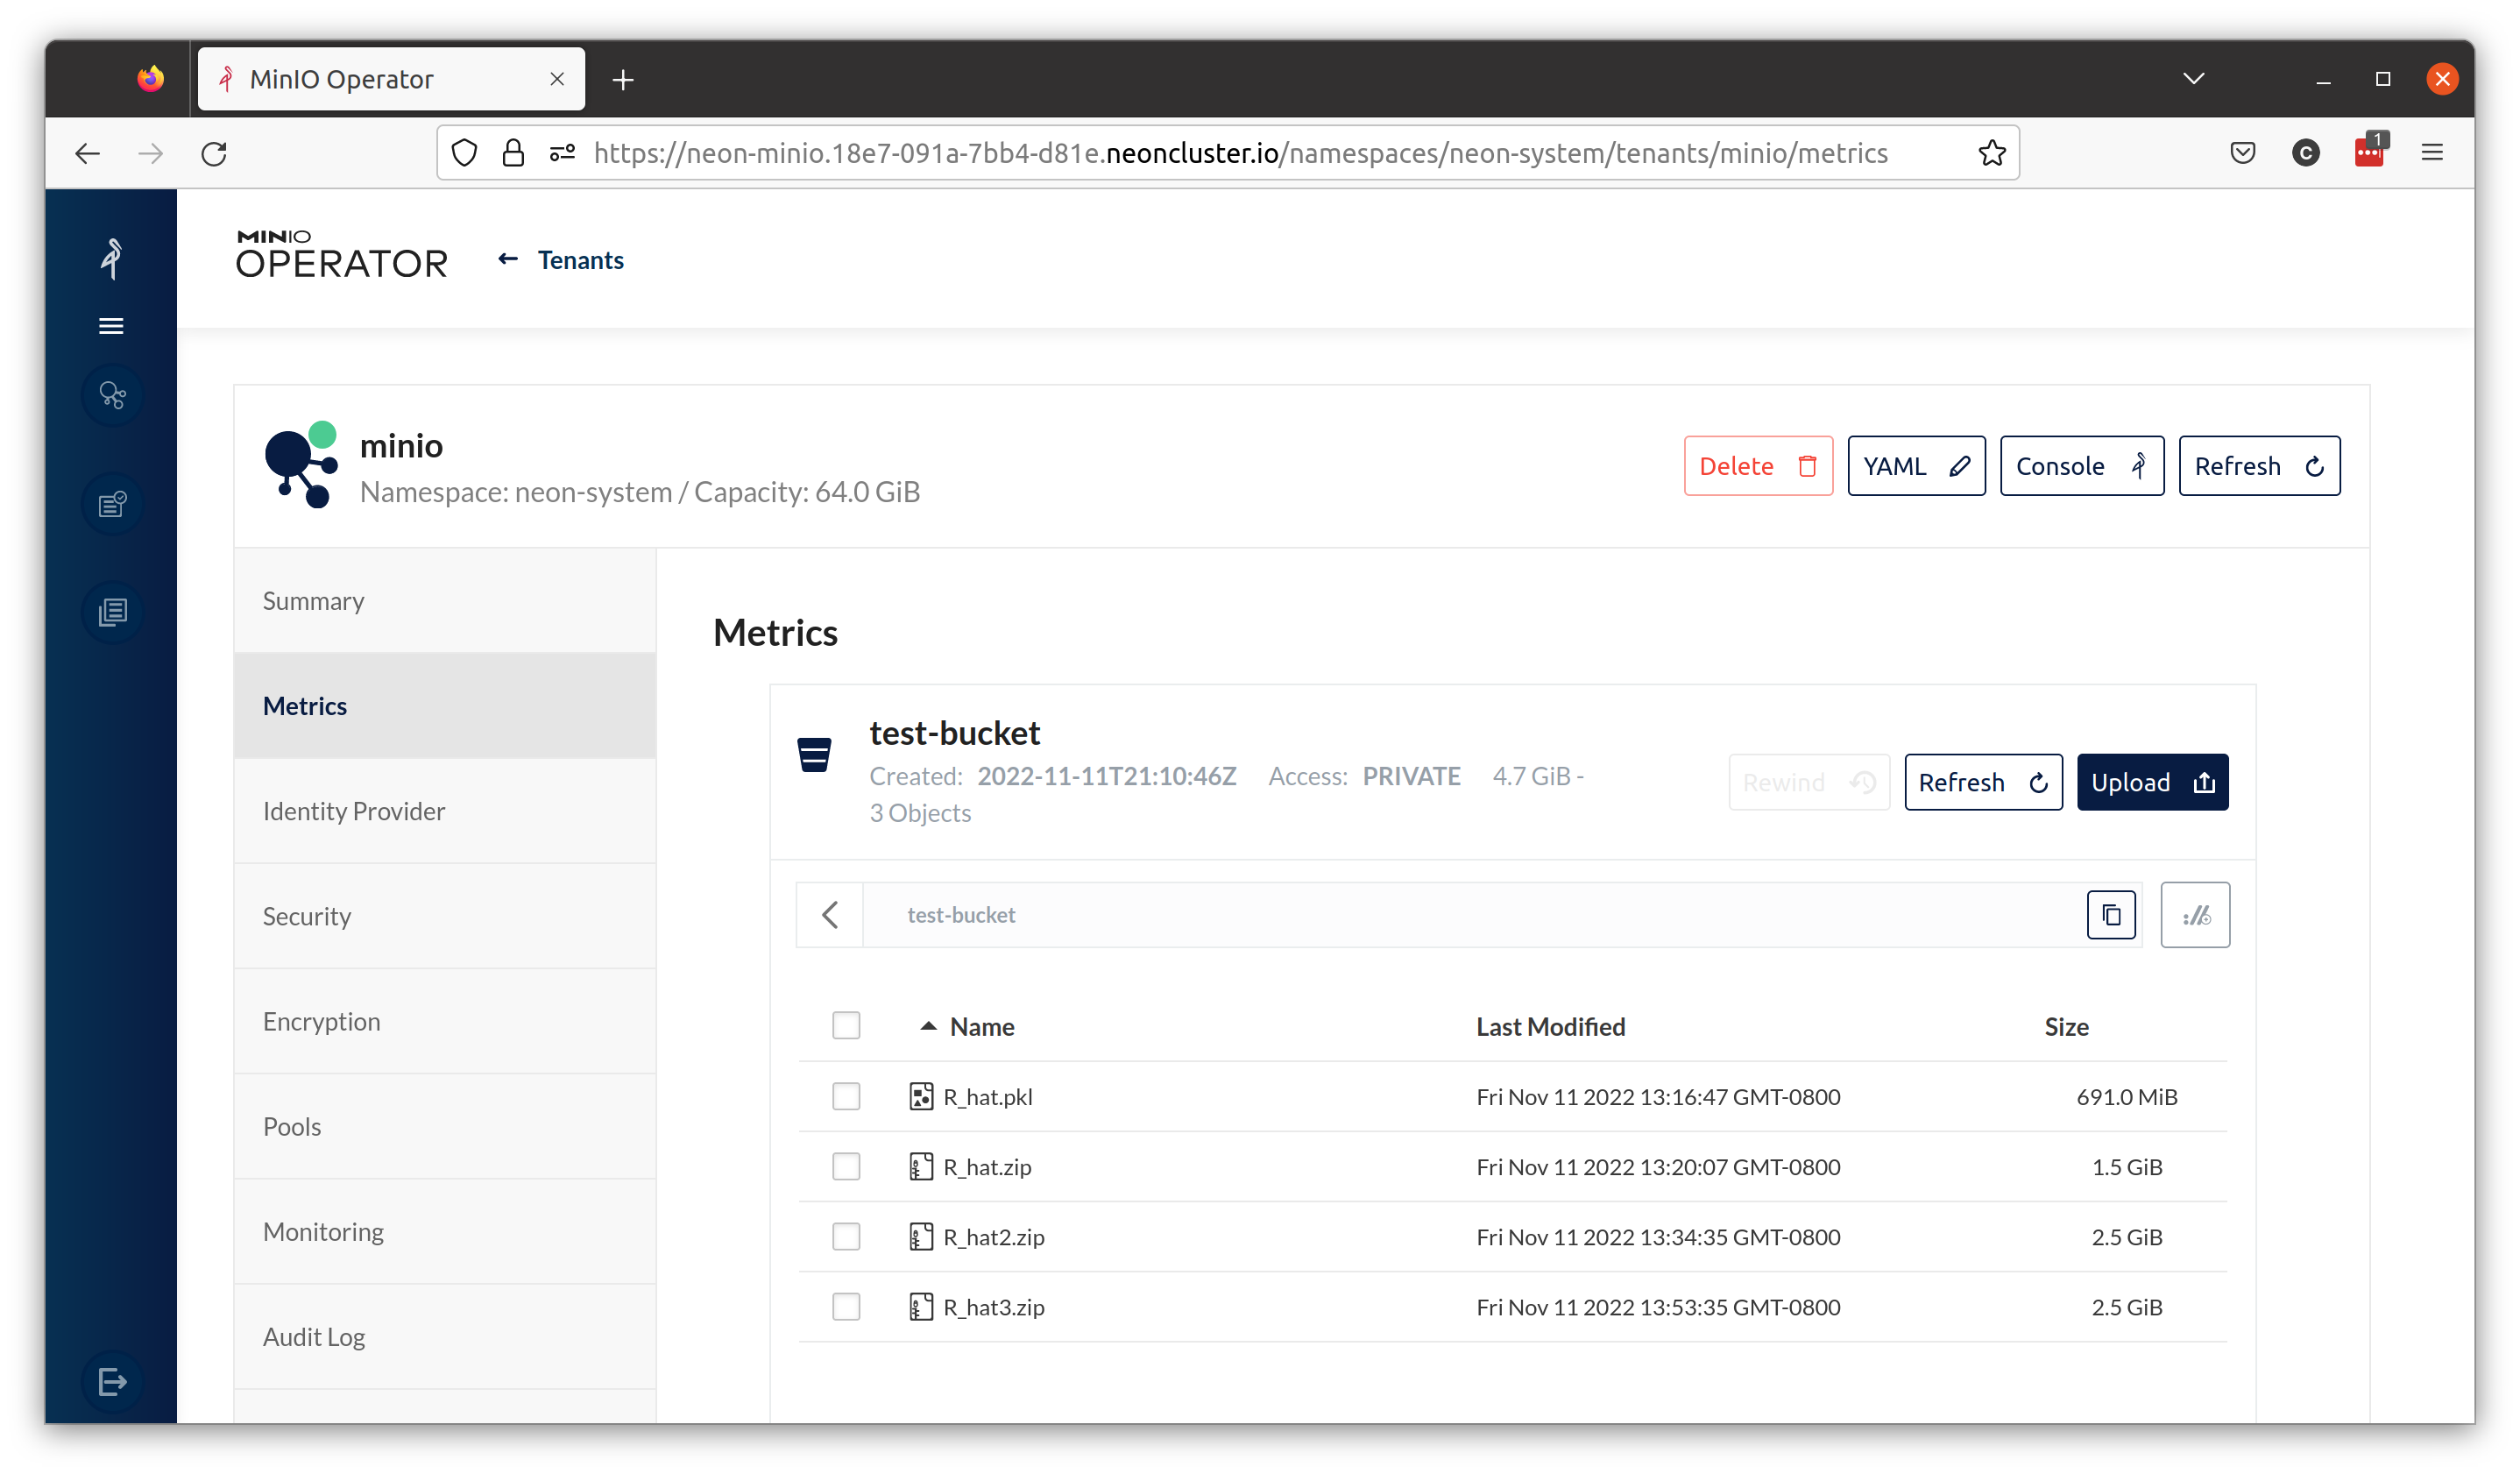 MinIO Operator
1
https://neon-minio.18e7-091a-7bb4-d81e.neoncluster.io/namespaces/neon-system/tenants/minio/metrics
C
MINIO
OPERATOR
Tenants
minio
Namespace: neon-system / Capacity: 64.0 GiB
Delete
YAML
Console
Refresh
Summary
Metrics
Identity Provider
Security
Encryption
Pools
Monitoring
Audit Log
Metrics
test-bucket
Created: 2022-11-11T21:10:46Z Access: PRIVATE 4.7 GiB -
3 Objects
Rewind
Refresh
Upload
test-bucket
Name Last Modified Size
R_hat.pkl Fri Nov 11 2022 13:16:47 GMT-0800 691.0 MiB
R_hat.zip Fri Nov 11 2022 13:20:07 GMT-0800 1.5 GiB
R_hat2.zip Fri Nov 11 2022 13:34:35 GMT-0800 2.5 GiB
R_hat3.zip Fri Nov 11 2022 13:53:35 GMT-0800 2.5 GiB